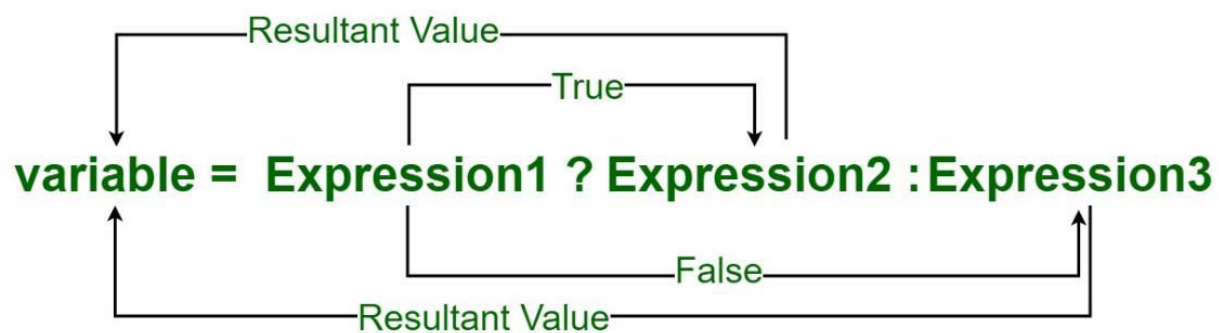 Resultant Value
True
variable = Expression1 ? Expression2 : Expression3
False
Resultant Value